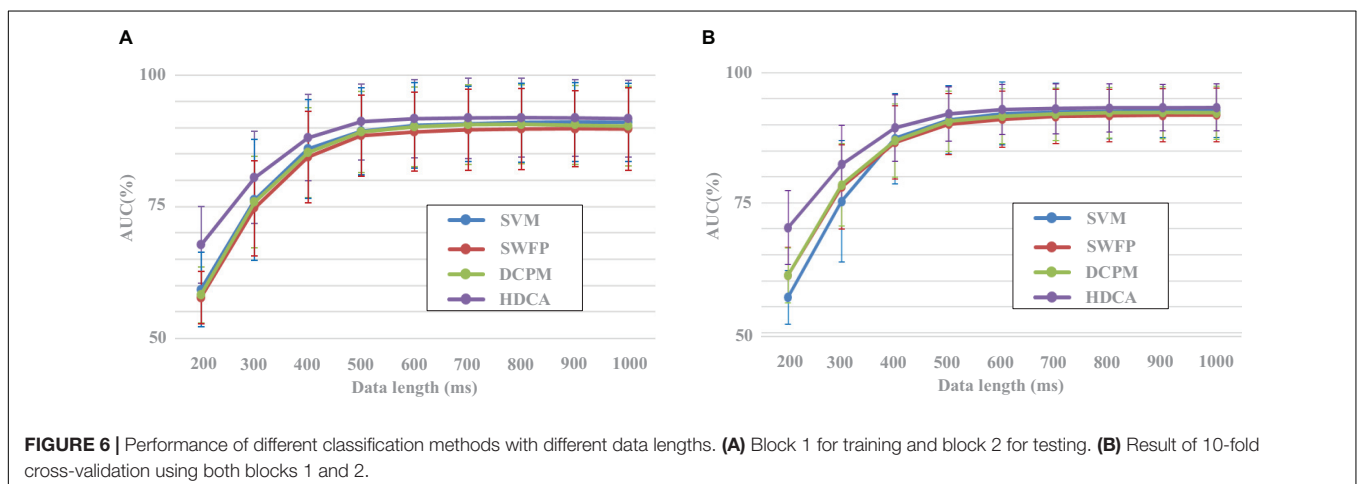 A
100
75
50
AUC(%)
SVM
SWFP
DCPM
HDCA
200 300 400 500 600 700 800 900 1000
Data length (ms)
B
100
75
50
AUC(%)
SVM
SWFP
DCPM
HDCA
200 300 400 500 600 700 800 900 1000
Data length (ms)
FIGURE 6 | Performance of different classification methods with different data lengths. (A) Block 1 for training and block 2 for testing. (B) Result of 10-fold
cross-validation using both blocks 1 and 2.